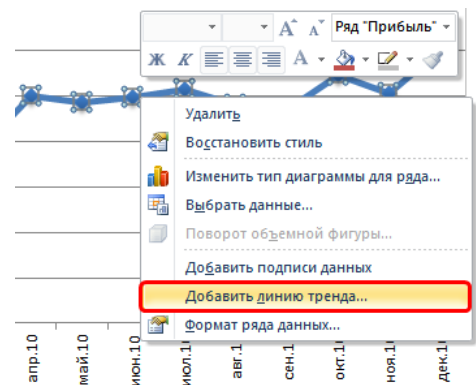 Ряд "Прибыль"
Ж К А
Удалить
Восстановить стиль
Изменить тип диаграммы для ряда...
Выбрать данные...
Поворот объемной фигуры...
Добавить подписи данных
Добавить линию тренда...
Формат ряда данных...
апр.10
май.10
июн.10
июл.10
авг.1
сен.1
окт.10
ноя.10
дек.1